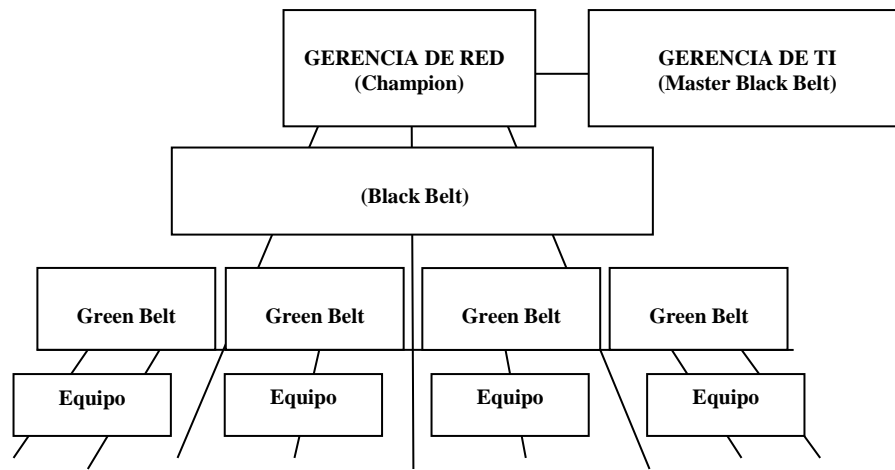 GERENCIA DE RED
(Champion)
GERENCIA DE TI
(Master Black Belt)
(Black Belt)
Green Belt
Green Belt
Green Belt
Green Belt
Equipo
Equipo
Equipo
Equipo